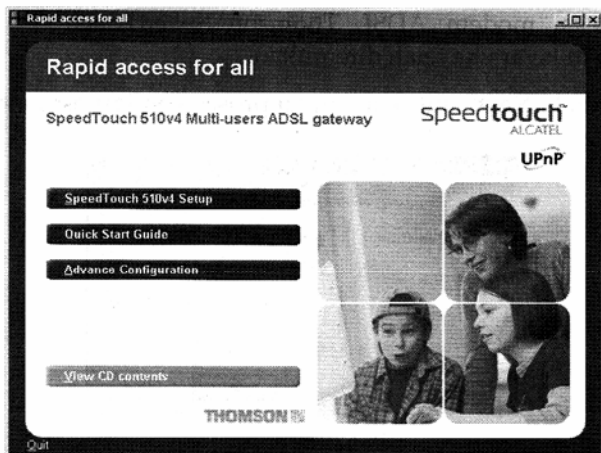 Rapid access for all
Rapid access for all
SpeedTouch 510v4 Multi-users ADSL gateway
speedtouch™
ALCATEL
UPnP
SpeedTouch 510v4 Setup
Quick Start Guide
Advance Configuration
View CD contents
THOMSON
Quit